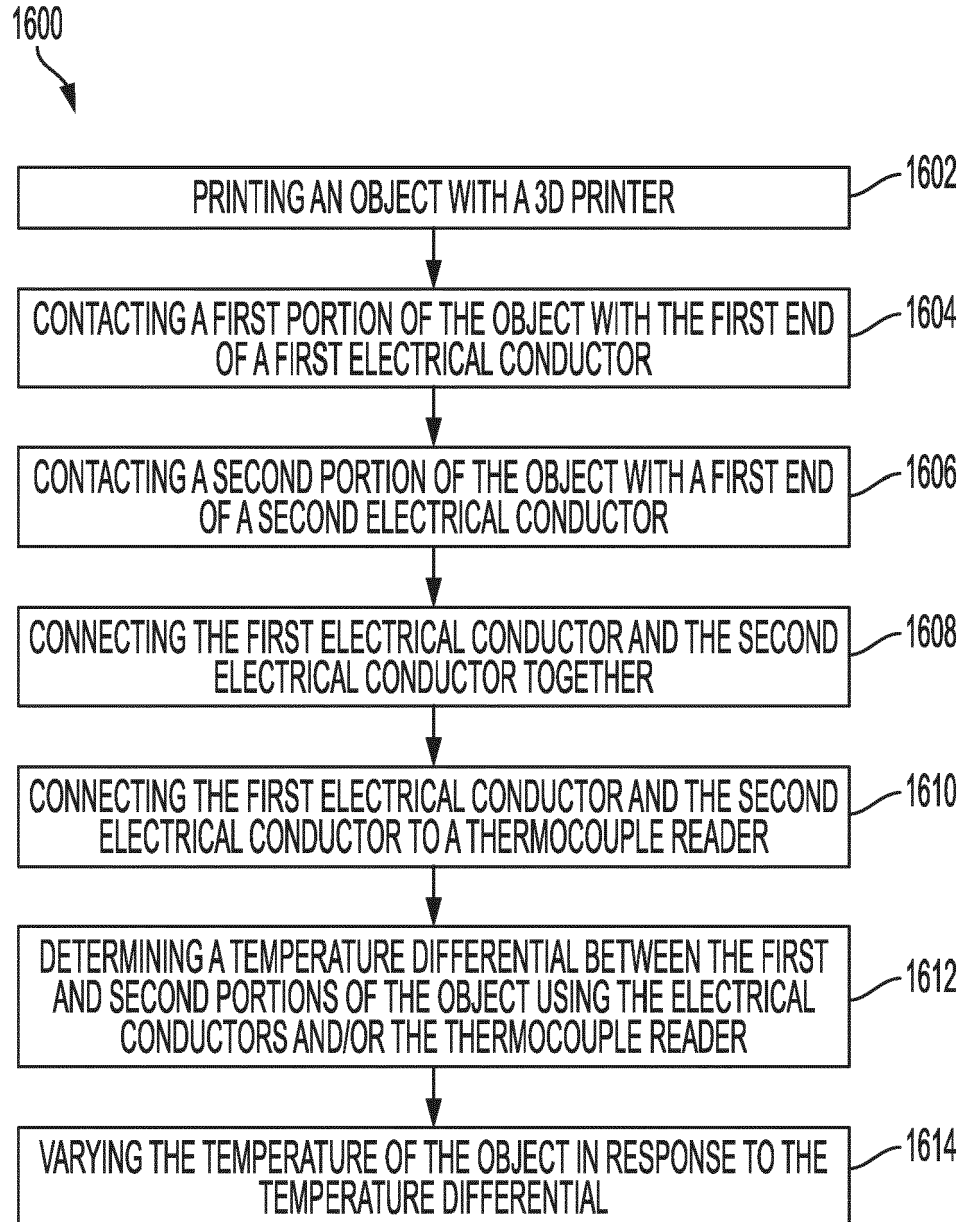 1600
PRINTING AN OBJECT WITH A 3D PRINTER
1602
CONTACTING A FIRST PORTION OF THE OBJECT WITH THE FIRST END
OF A FIRST ELECTRICAL CONDUCTOR
1604
CONTACTING A SECOND PORTION OF THE OBJECT WITH A FIRST END
OF A SECOND ELECTRICAL CONDUCTOR
1606
CONNECTING THE FIRST ELECTRICAL CONDUCTOR AND THE SECOND
ELECTRICAL CONDUCTOR TOGETHER
1608
CONNECTING THE FIRST ELECTRICAL CONDUCTOR AND THE SECOND
ELECTRICAL CONDUCTOR TO A THERMOCOUPLE READER
1610
DETERMINING A TEMPERATURE DIFFERENTIAL BETWEEN THE FIRST
AND SECOND PORTIONS OF THE OBJECT USING THE ELECTRICAL
CONDUCTORS AND/OR THE THERMOCOUPLE READER
1612
VARYING THE TEMPERATURE OF THE OBJECT IN RESPONSE TO THE
TEMPERATURE DIFFERENTIAL
1614